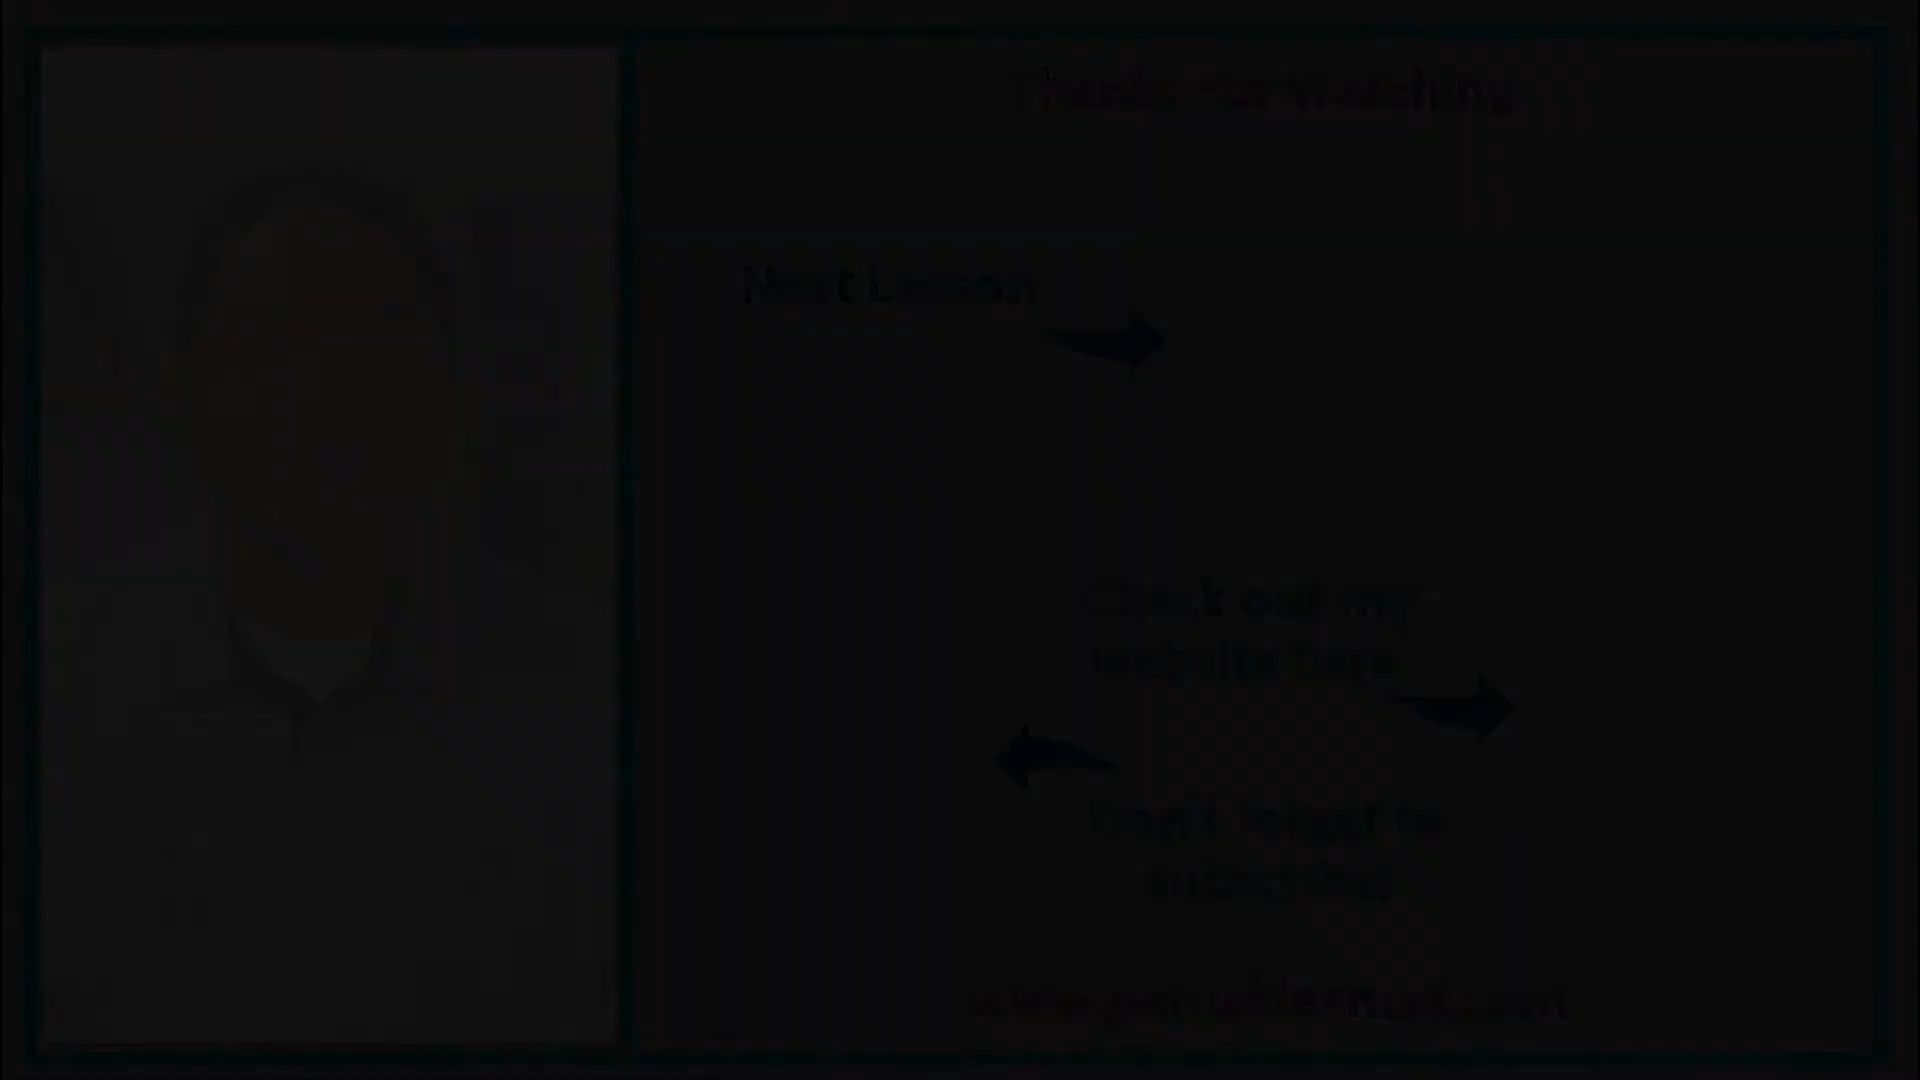 Thanks For Watching
Next Lesson
Check out my
website here
Don't forget to
subscribe!